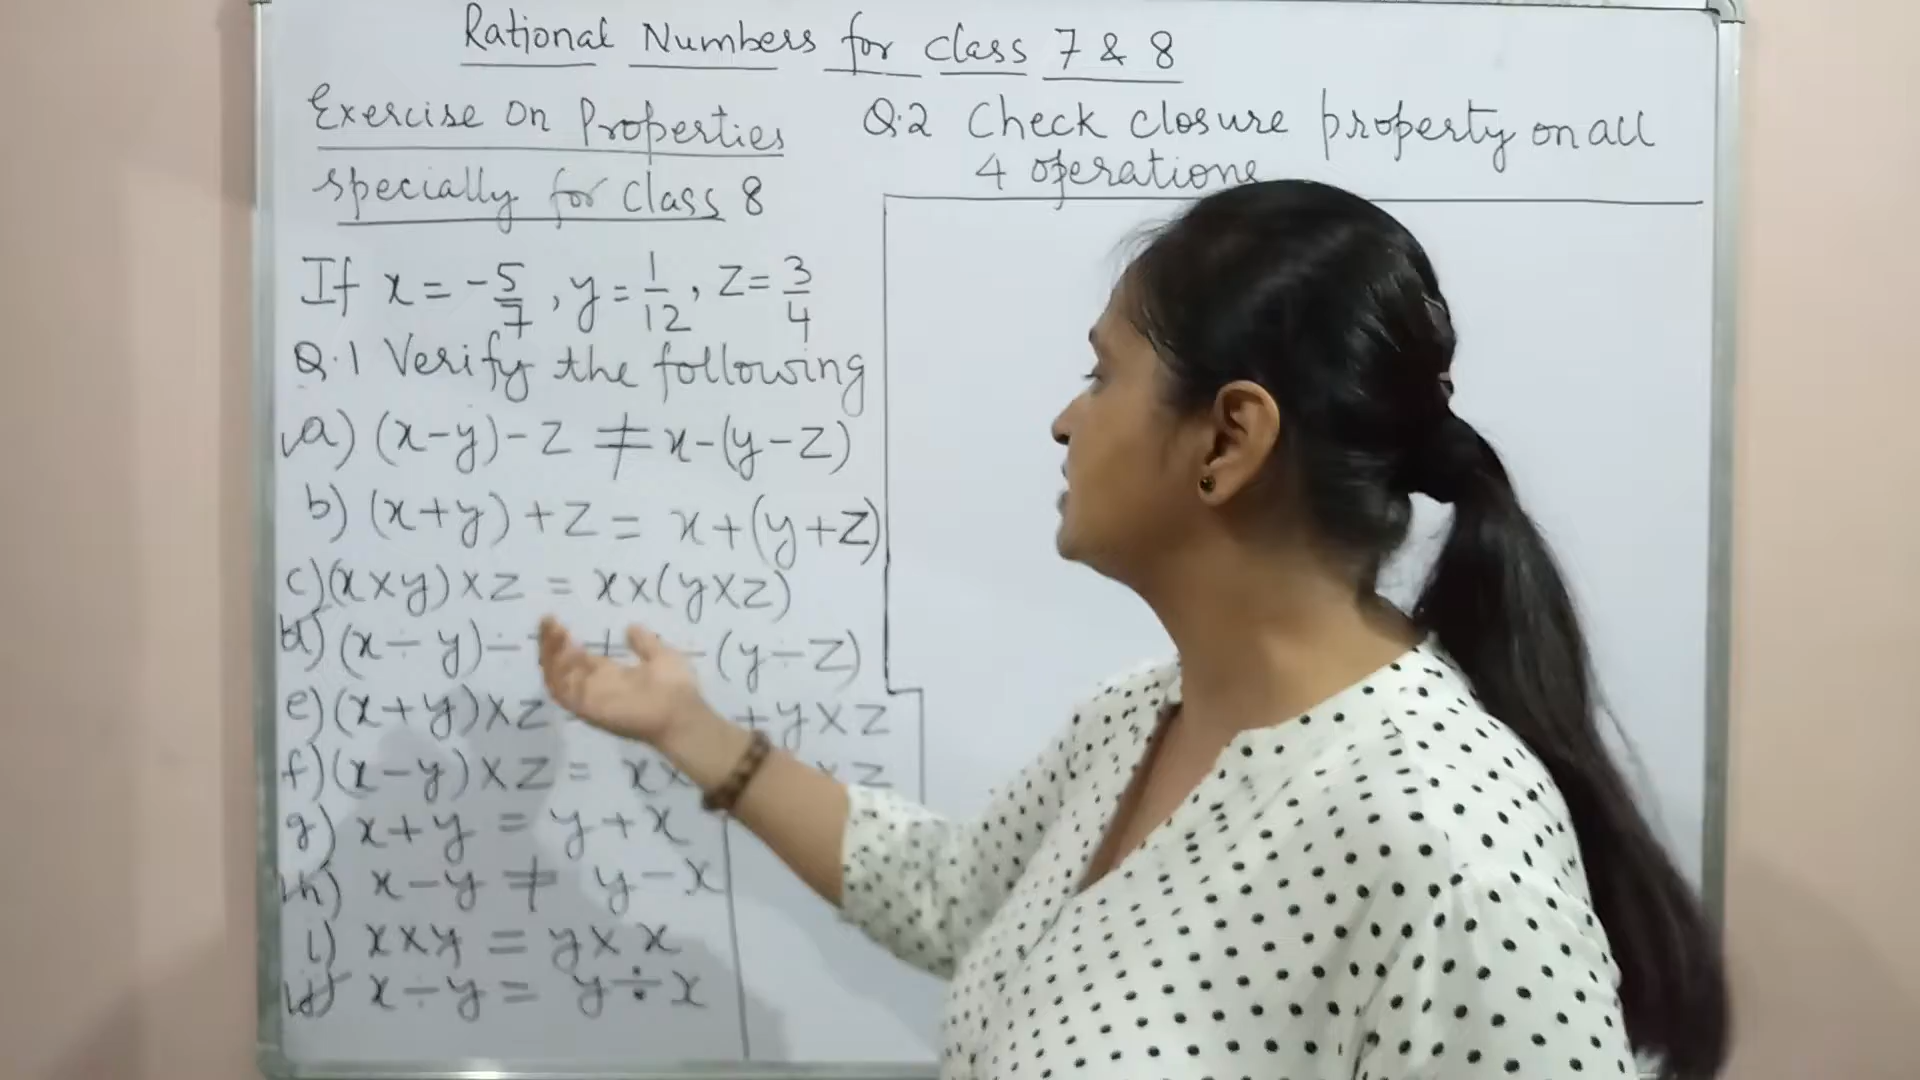 Rational Numbers for class 7 & 8
Exercise on Properties
specially for Class 8
If x = -5/7, y = 1/12, z = 3/4
Q.1 Verify the following
a) (x-y)-z ≠ x-(y-z)
b) (x+y)+z = x+(y+z)
c) (x×y)×z = x×(y×z)
d) (x÷y)÷ (y÷z)
e) (x+y)×z +y×z
f) (x-y)×z = x× ×z
g) x+y = y+x
h) x-y ≠ y-x
i) x×y = y×x
j) x÷y = y÷x
Q.2 Check closure property on all
4 operations